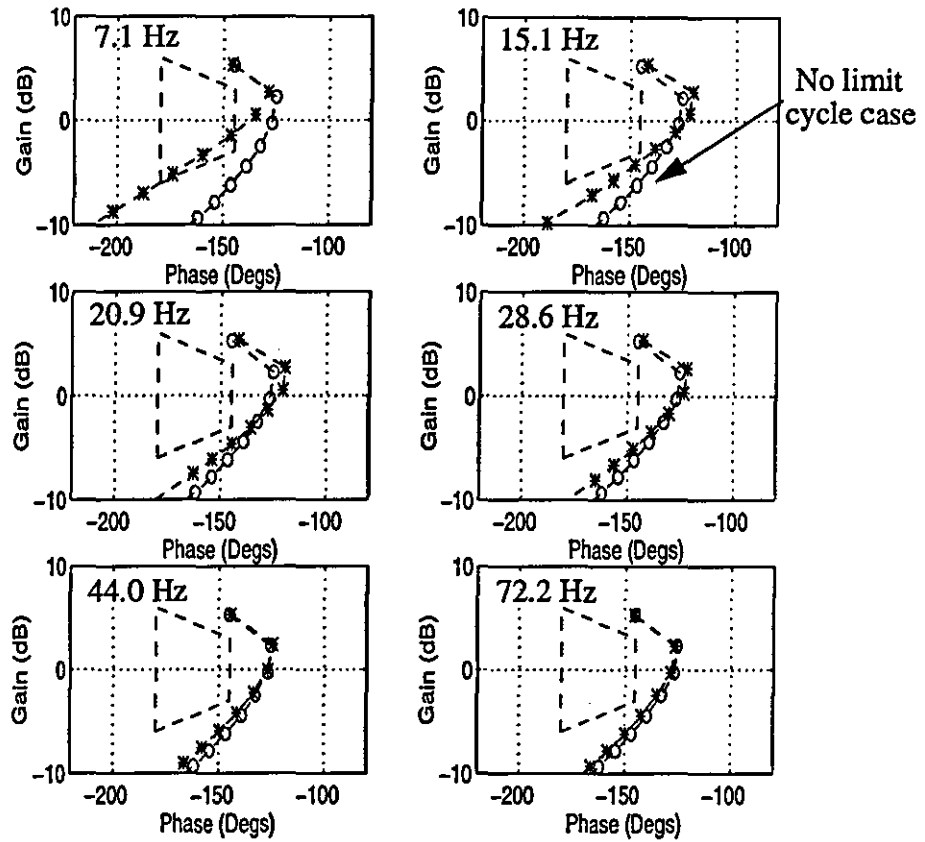 10
7.1 Hz
Gain (dB)
0
-10
-200
-150
-100
Phase (Degs)
10
15.1 Hz
Gain (dB)
0
-10
-200
-150
-100
Phase (Degs)
No limit
cycle case
10
20.9 Hz
Gain (dB)
0
-10
-200
-150
-100
Phase (Degs)
10
28.6 Hz
Gain (dB)
0
-10
-200
-150
-100
Phase (Degs)
10
44.0 Hz
Gain (dB)
0
-10
-200
-150
-100
Phase (Degs)
10
72.2 Hz
Gain (dB)
0
-10
-200
-150
-100
Phase (Degs)